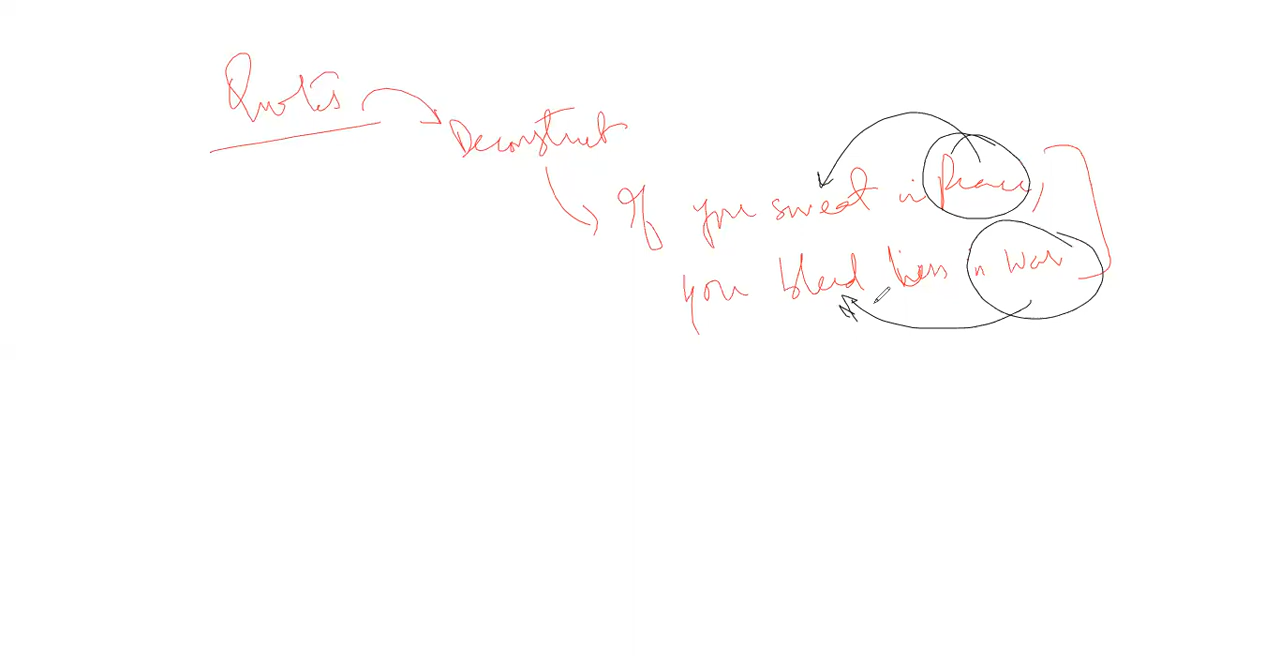 Quotes
Deconstruct
If you sweat in Peace,
you bleed less in War